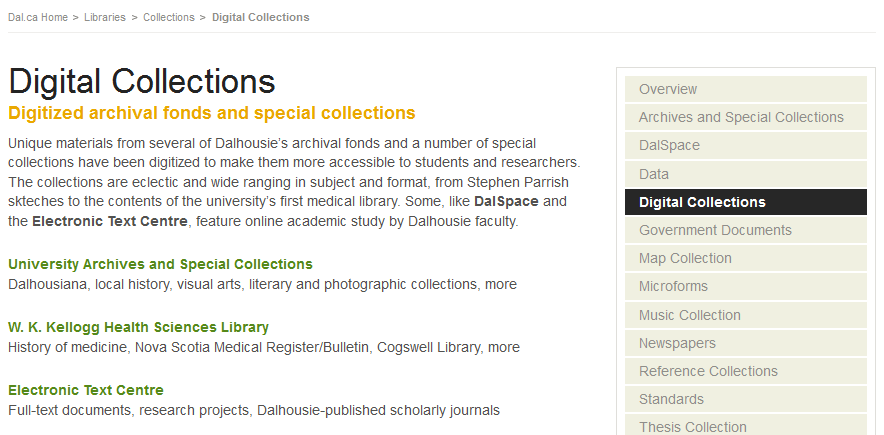 Dal.ca Home > Libraries > Collections > Digital Collections
Digital Collections
Digitized archival fonds and special collections
Unique materials from several of Dalhousie's archival fonds and a number of special
collections have been digitized to make them more accessible to students and researchers.
The collections are eclectic and wide ranging in subject and format, from Stephen Parrish
skteches to the contents of the university's first medical library. Some, like DalSpace and
the Electronic Text Centre, feature online academic study by Dalhousie faculty.
University Archives and Special Collections
Dalhousiana, local history, visual arts, literary and photographic collections, more
W. K. Kellogg Health Sciences Library
History of medicine, Nova Scotia Medical Register/Bulletin, Cogswell Library, more
Electronic Text Centre
Full-text documents, research projects, Dalhousie-published scholarly journals
Overview
Archives and Special Collections
DalSpace
Data
Digital Collections
Government Documents
Map Collection
Microforms
Music Collection
Newspapers
Reference Collections
Standards
Thesis Collection